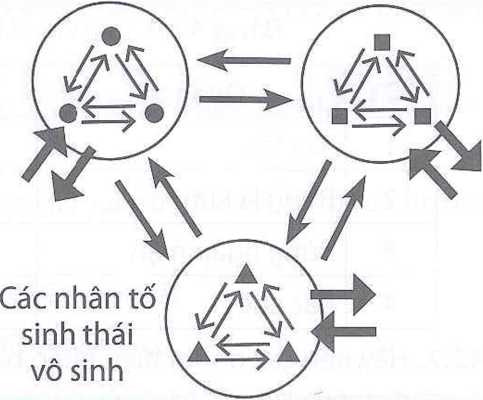 Các nhân tố
sinh thái
vô sinh